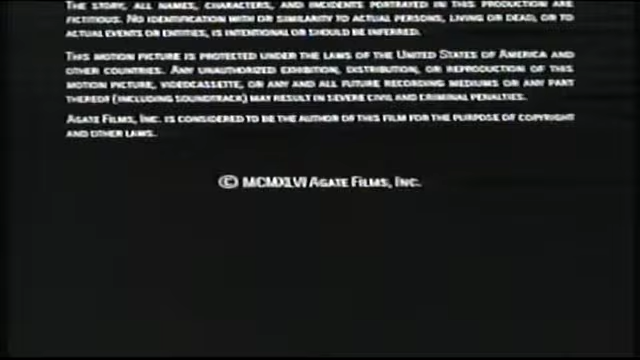 THE STORY, ALL NAMES, CHARACTERS, AND INCIDENTS PORTRAYED IN THIS PRODUCTION ARE
FICTITIOUS. NO IDENTIFICATION WITH OR SIMILARITY TO ACTUAL PERSONS, LIVING OR DEAD, OR TO
ACTUAL EVENTS OR ENTITIES, IS INTENTIONAL OR SHOULD BE INFERRED.
THIS MOTION PICTURE IS PROTECTED UNDER THE LAWS OF THE UNITED STATES OF AMERICA AND
OTHER COUNTRIES. ANY UNAUTHORIZED EXHIBITION, DISTRIBUTION, OR REPRODUCTION OF THIS
MOTION PICTURE, VIDEOCASSETTE, OR ANY AND ALL FUTURE RECORDING MEDIUMS OR ANY PART
THEREOF (INCLUDING SOUNDTRACK) MAY RESULT IN SEVERE CIVIL AND CRIMINAL PENALTIES.
AGATE FILMS, INC. IS CONSIDERED TO BE THE AUTHOR OF THIS FILM FOR THE PURPOSE OF COPYRIGHT
AND OTHER LAWS.
© MCMXLVI AGATE FILMS, INC.